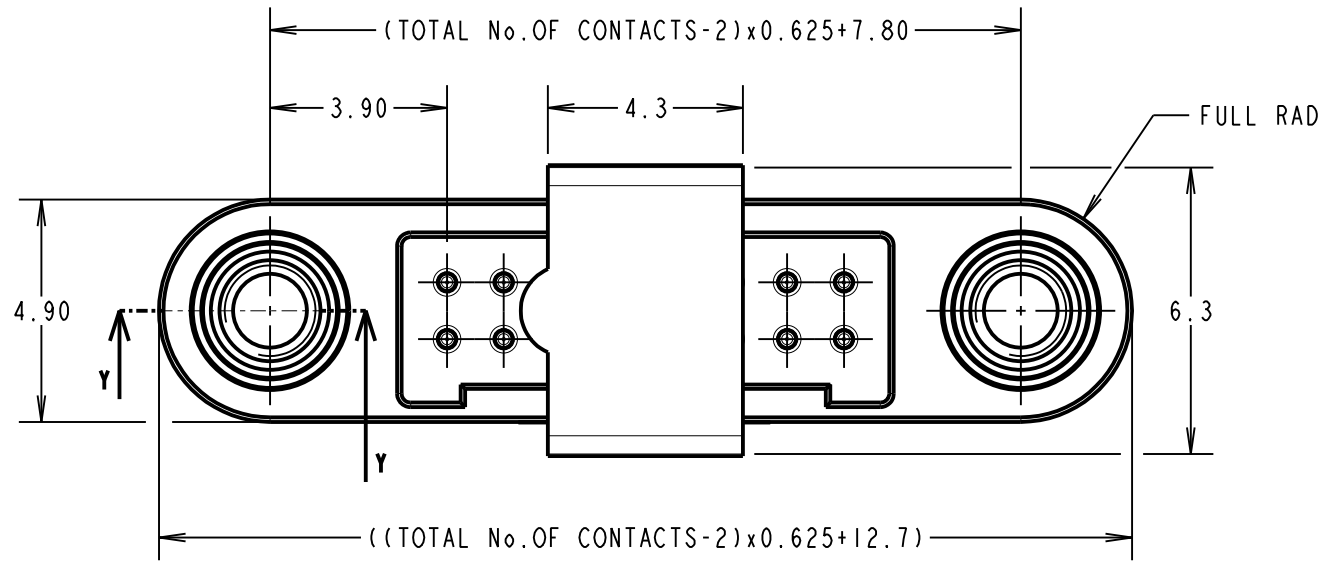 (TOTAL No.OF CONTACTS-2)x0.625+7.80
3.90
4.3
FULL RAD
4.90
6.3
Y
Y
((TOTAL No.OF CONTACTS-2)x0.625+12.7)